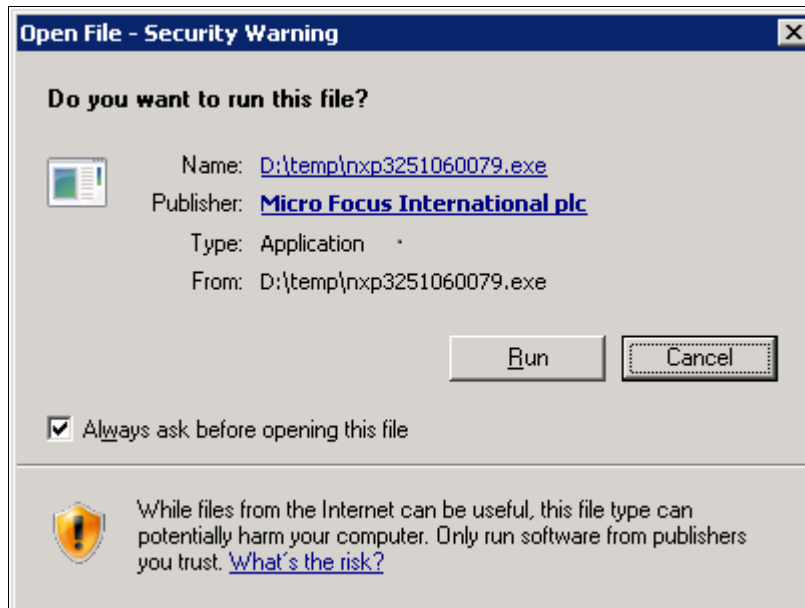 Open File - Security Warning
Do you want to run this file?
Name: D:\temp\nxp3251060079.exe
Publisher: Micro Focus International plc
Type: Application
From: D:\temp\nxp3251060079.exe
Run Cancel
Always ask before opening this file
While files from the Internet can be useful, this file type can
potentially harm your computer. Only run software from publishers
you trust. What's the risk?